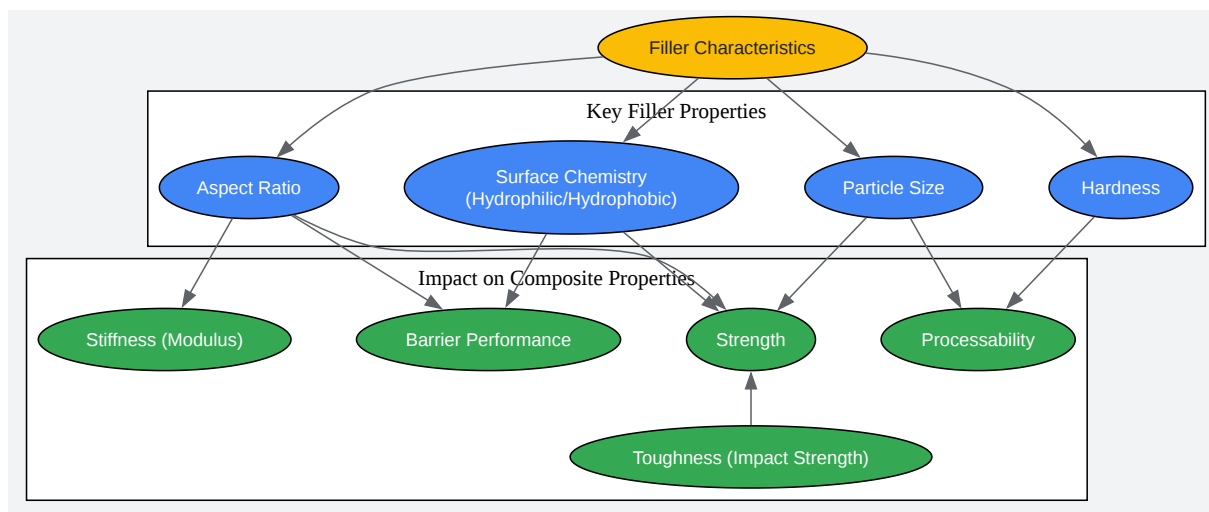 Filler Characteristics
Key Filler Properties
Aspect Ratio
Surface Chemistry
(Hydrophilic/Hydrophobic)
Particle Size
Hardness
Impact on Composite Properties
Stiffness (Modulus)
Barrier Performance
Strength
Processability
Toughness (Impact Strength)